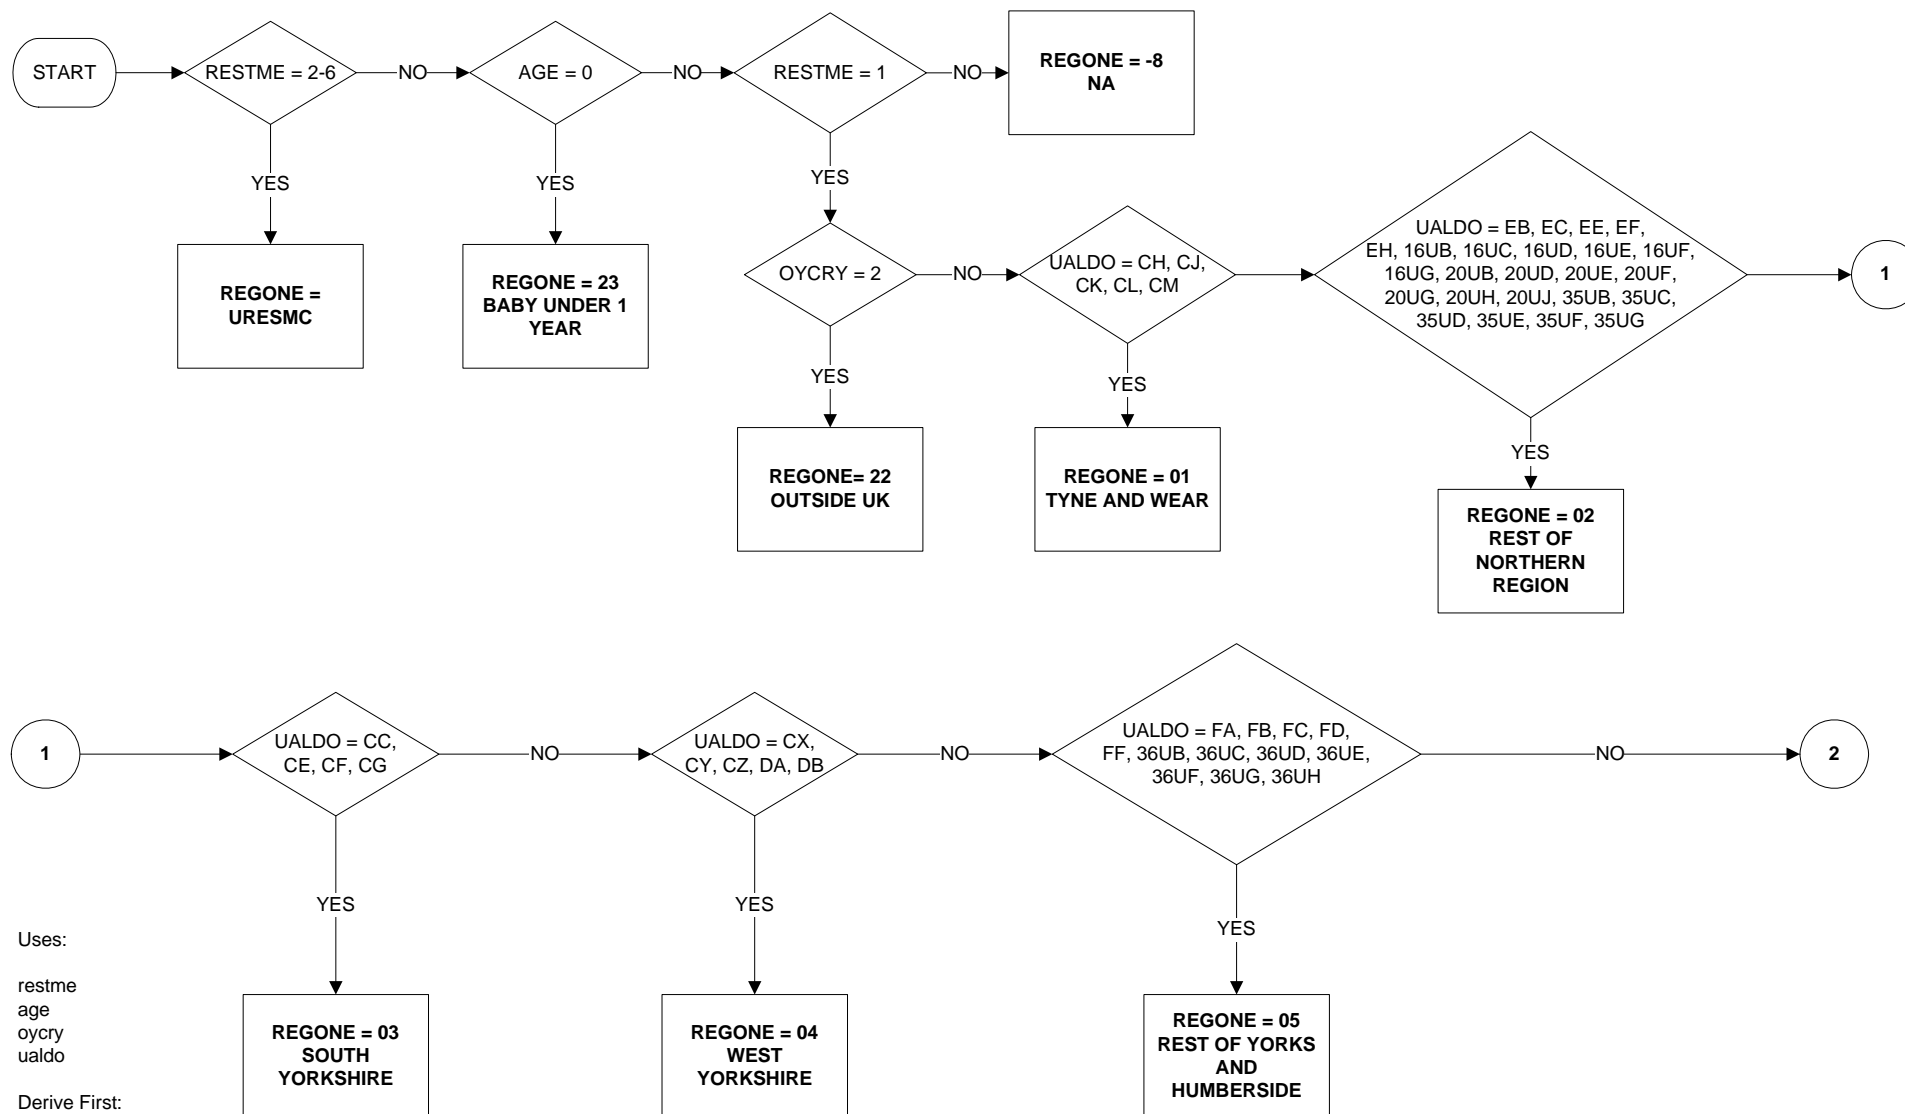 START
RESTME = 2-6
NO
AGE = 0
NO
RESTME = 1
NO
REGONE = -8
NA
YES
REGONE =
URESMC
YES
REGONE = 23
BABY UNDER 1
YEAR
YES
OYCRY = 2
NO
UALDO = CH, CJ,
CK, CL, CM
UALDO = EB, EC, EE, EF,
EH, 16UB, 16UC, 16UD, 16UE, 16UF,
16UG, 20UB, 20UD, 20UE, 20UF,
20UG, 20UH, 20UJ, 35UB, 35UC,
35UD, 35UE, 35UF, 35UG
1
YES
REGONE= 22
OUTSIDE UK
YES
REGONE = 01
TYNE AND WEAR
YES
REGONE = 02
REST OF
NORTHERN
REGION
1
UALDO = CC,
CE, CF, CG
NO
UALDO = CX,
CY, CZ, DA, DB
NO
UALDO = FA, FB, FC, FD,
FF, 36UB, 36UC, 36UD, 36UE,
36UF, 36UG, 36UH
NO
2
YES
REGONE = 03
SOUTH
YORKSHIRE
YES
REGONE = 04
WEST
YORKSHIRE
YES
REGONE = 05
REST OF YORKS
AND
HUMBERSIDE
Uses:
restme
age
oycry
ualdo
Derive First: